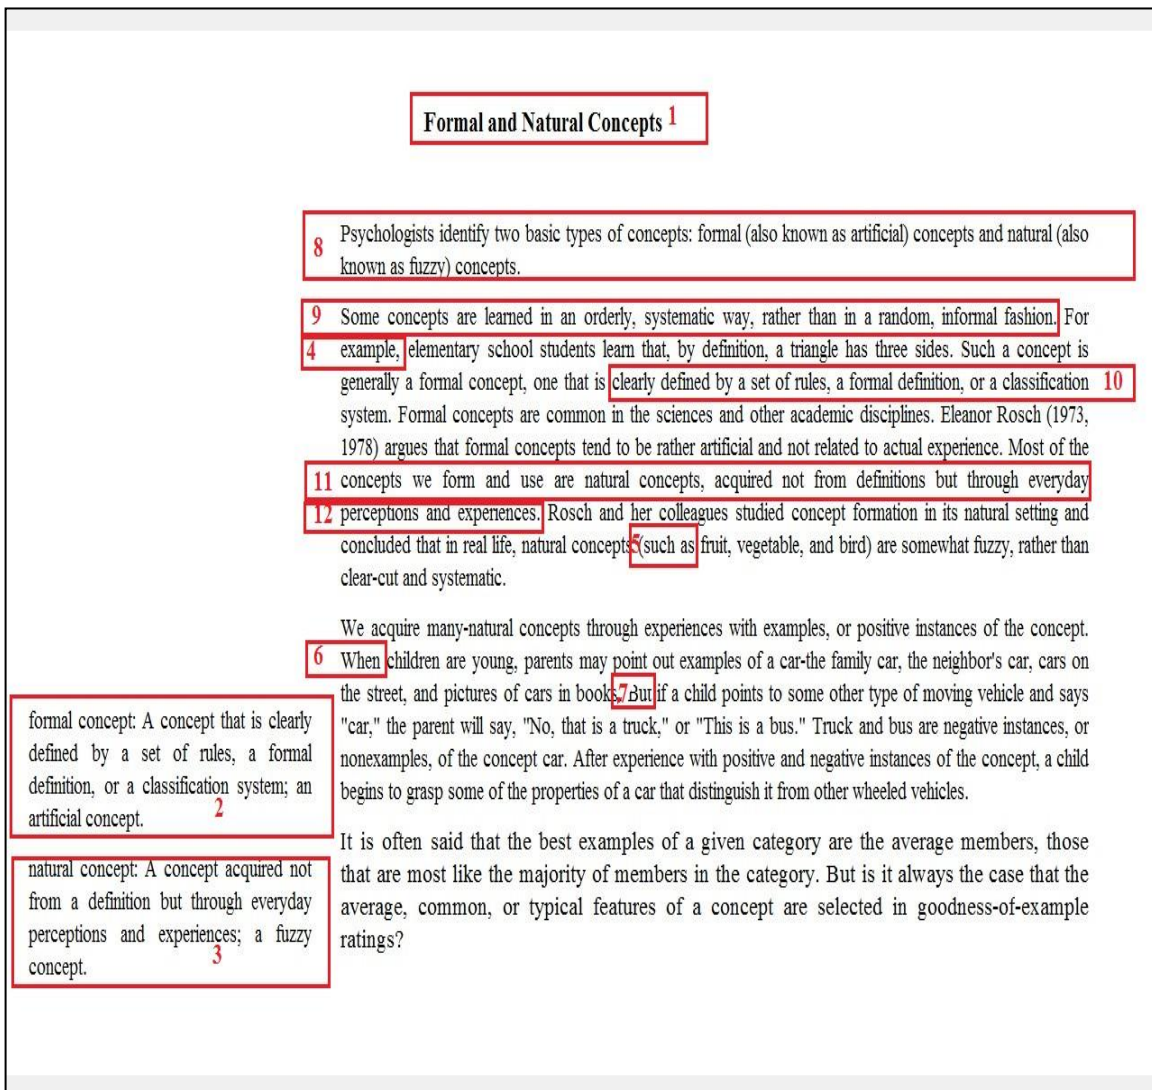 Formal and Natural Concepts 1
8 Psychologists identify two basic types of concepts: formal (also known as artificial) concepts and natural (also
known as fuzzy) concepts.
9 Some concepts are learned in an orderly, systematic way, rather than in a random, informal fashion. For
4 example, elementary school students learn that, by definition, a triangle has three sides. Such a concept is
generally a formal concept, one that is clearly defined by a set of rules, a formal definition, or a classification 10
system. Formal concepts are common in the sciences and other academic disciplines. Eleanor Rosch (1973,
1978) argues that formal concepts tend to be rather artificial and not related to actual experience. Most of the
11 concepts we form and use are natural concepts, acquired not from definitions but through everyday
12 perceptions and experiences. Rosch and her colleagues studied concept formation in its natural setting and
concluded that in real life, natural concepts 5 (such as fruit, vegetable, and bird) are somewhat fuzzy, rather than
clear-cut and systematic.
We acquire many-natural concepts through experiences with examples, or positive instances of the concept.
6 When children are young, parents may point out examples of a car-the family car, the neighbor's car, cars on
the street, and pictures of cars in books. 7 But if a child points to some other type of moving vehicle and says
"car," the parent will say, "No, that is a truck," or "This is a bus." Truck and bus are negative instances, or
nonexamples, of the concept car. After experience with positive and negative instances of the concept, a child
begins to grasp some of the properties of a car that distinguish it from other wheeled vehicles.
It is often said that the best examples of a given category are the average members, those
that are most like the majority of members in the category. But is it always the case that the
average, common, or typical features of a concept are selected in goodness-of-example
ratings?
formal concept: A concept that is clearly
defined by a set of rules, a formal
definition, or a classification system; an
artificial concept. 2
natural concept: A concept acquired not
from a definition but through everyday
perceptions and experiences; a fuzzy
concept. 3